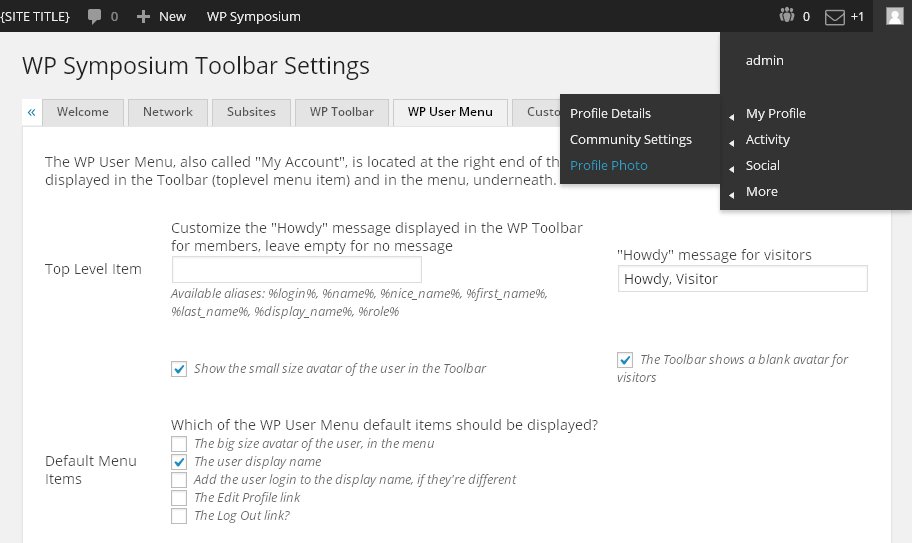 {SITE TITLE} 0 New WP Symposium 0 +1
WP Symposium Toolbar Settings
admin
« Welcome Network Subsites WP Toolbar WP User Menu
Profile Details
Community Settings
Profile Photo
My Profile
Activity
Social
More
The WP User Menu, also called "My Account", is located at the right end of the
displayed in the Toolbar (toplevel menu item) and in the menu, underneath.
Top Level Item
Customize the "Howdy" message displayed in the WP Toolbar
for members, leave empty for no message
Available aliases: %login%, %name%, %nice_name%, %first_name%,
%last_name%, %display_name%, %role%
"Howdy" message for visitors
Howdy, Visitor
Show the small size avatar of the user in the Toolbar
The Toolbar shows a blank avatar for
visitors
Default Menu
Items
Which of the WP User Menu default items should be displayed?
The big size avatar of the user, in the menu
The user display name
Add the user login to the display name, if they're different
The Edit Profile link
The Log Out link?